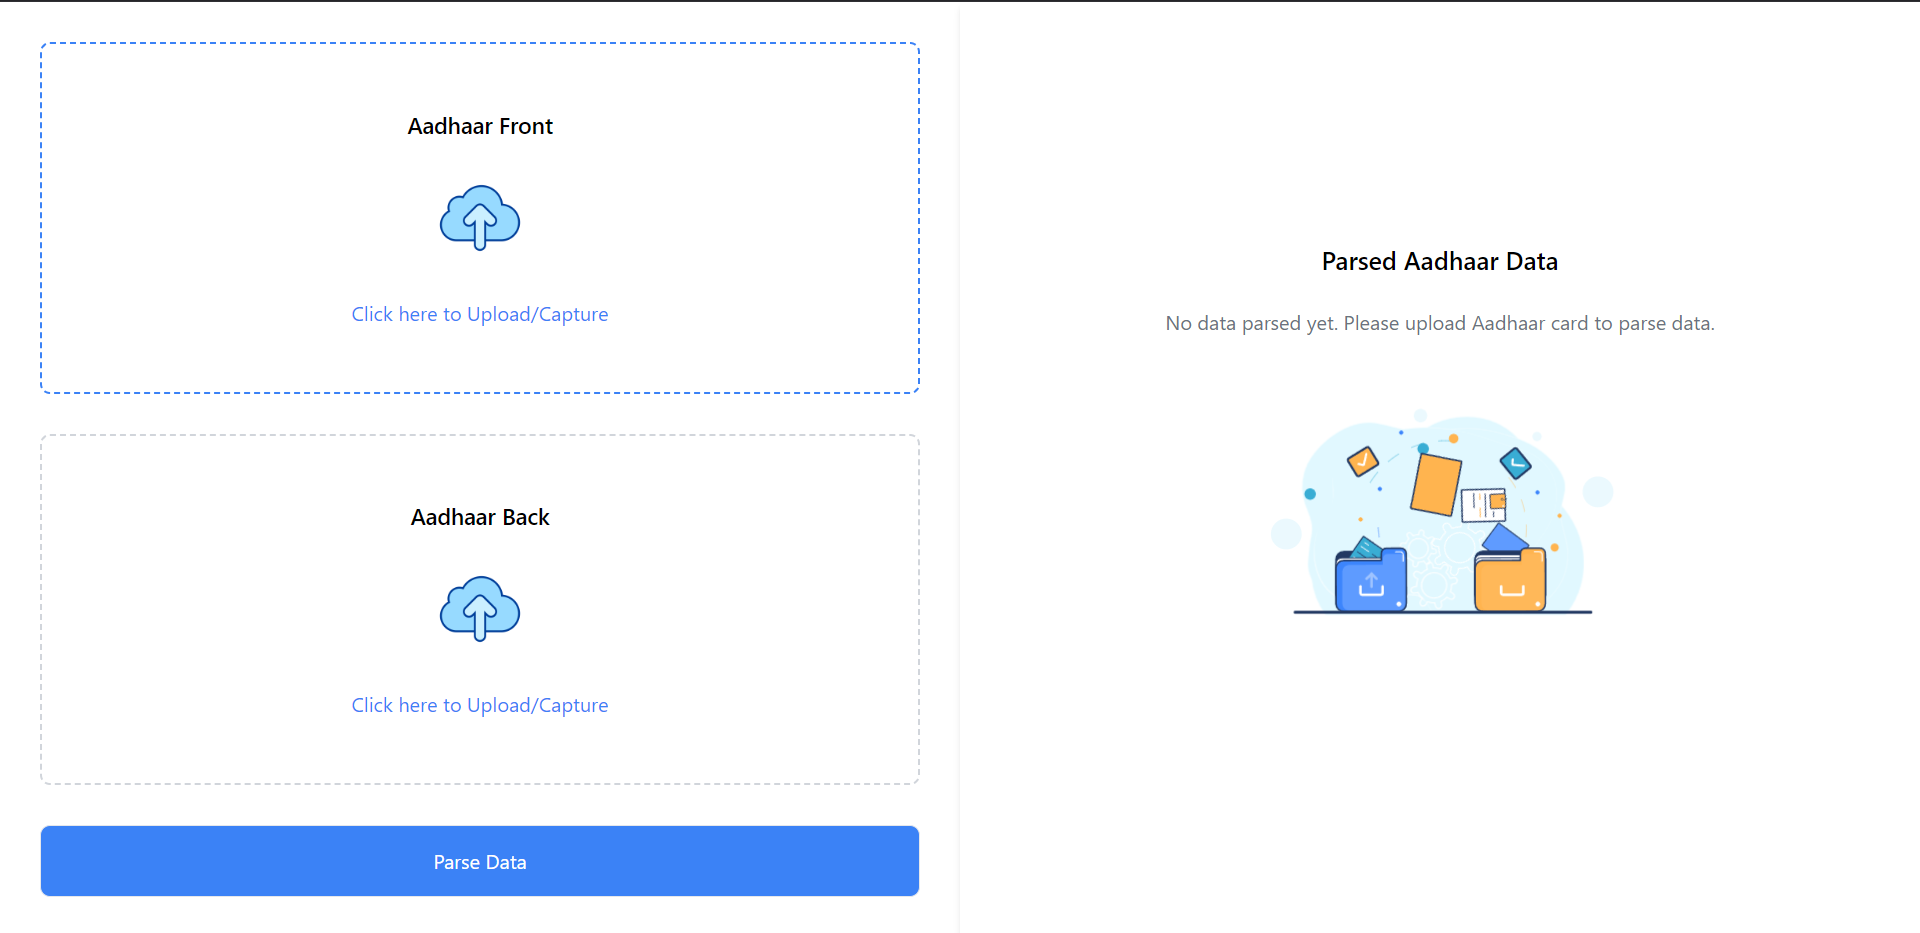 Aadhaar Front
Click here to Upload/Capture
Aadhaar Back
Click here to Upload/Capture
Parse Data
Parsed Aadhaar Data
No data parsed yet. Please upload Aadhaar card to parse data.